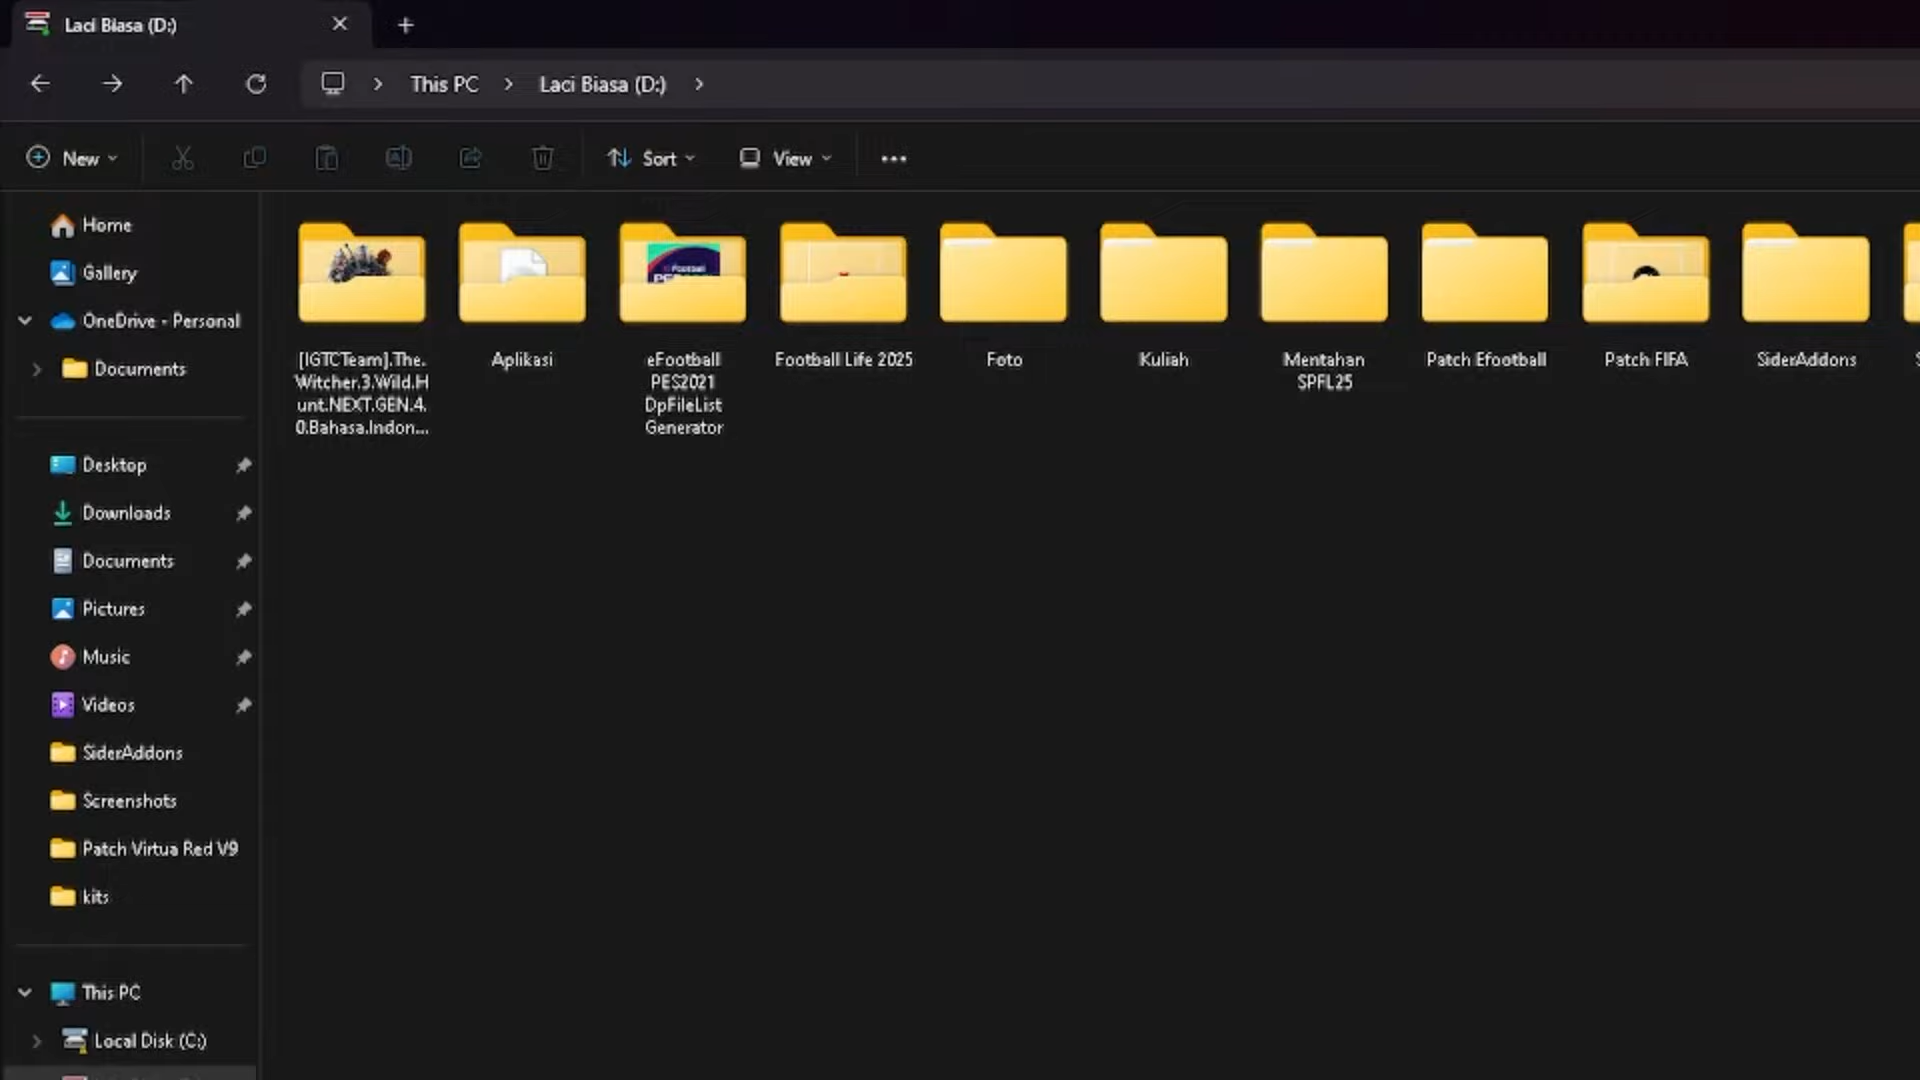 Laci Biasa (D:)
This PC
Laci Biasa (D:)
New
Sort
View
Home
Gallery
OneDrive - Personal
Documents
Desktop
Downloads
Documents
Pictures
Music
Videos
SiderAddons
Screenshots
Patch Virtua Red V9
kits
This PC
Local Disk (C:)
[IGTCTeam].The.
Witcher.3.Wild.H
unt.NEXT.GEN.4.
0.Bahasa.Indon...
Aplikasi
eFootball
PES2021
DpFileList
Generator
Football Life 2025
Foto
Kuliah
Mentahan
SPFL25
Patch Efootball
Patch FIFA
SiderAddons